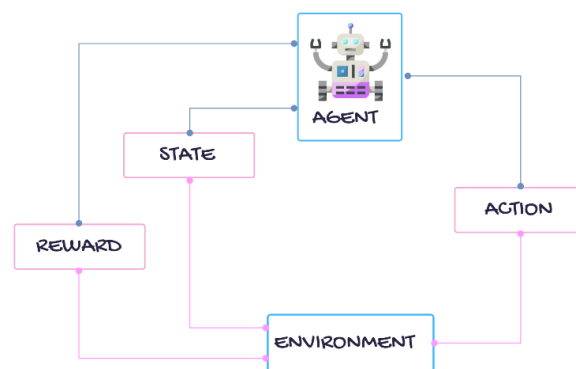 AGENT
STATE
ACTION
REWARD
ENVIRONMENT